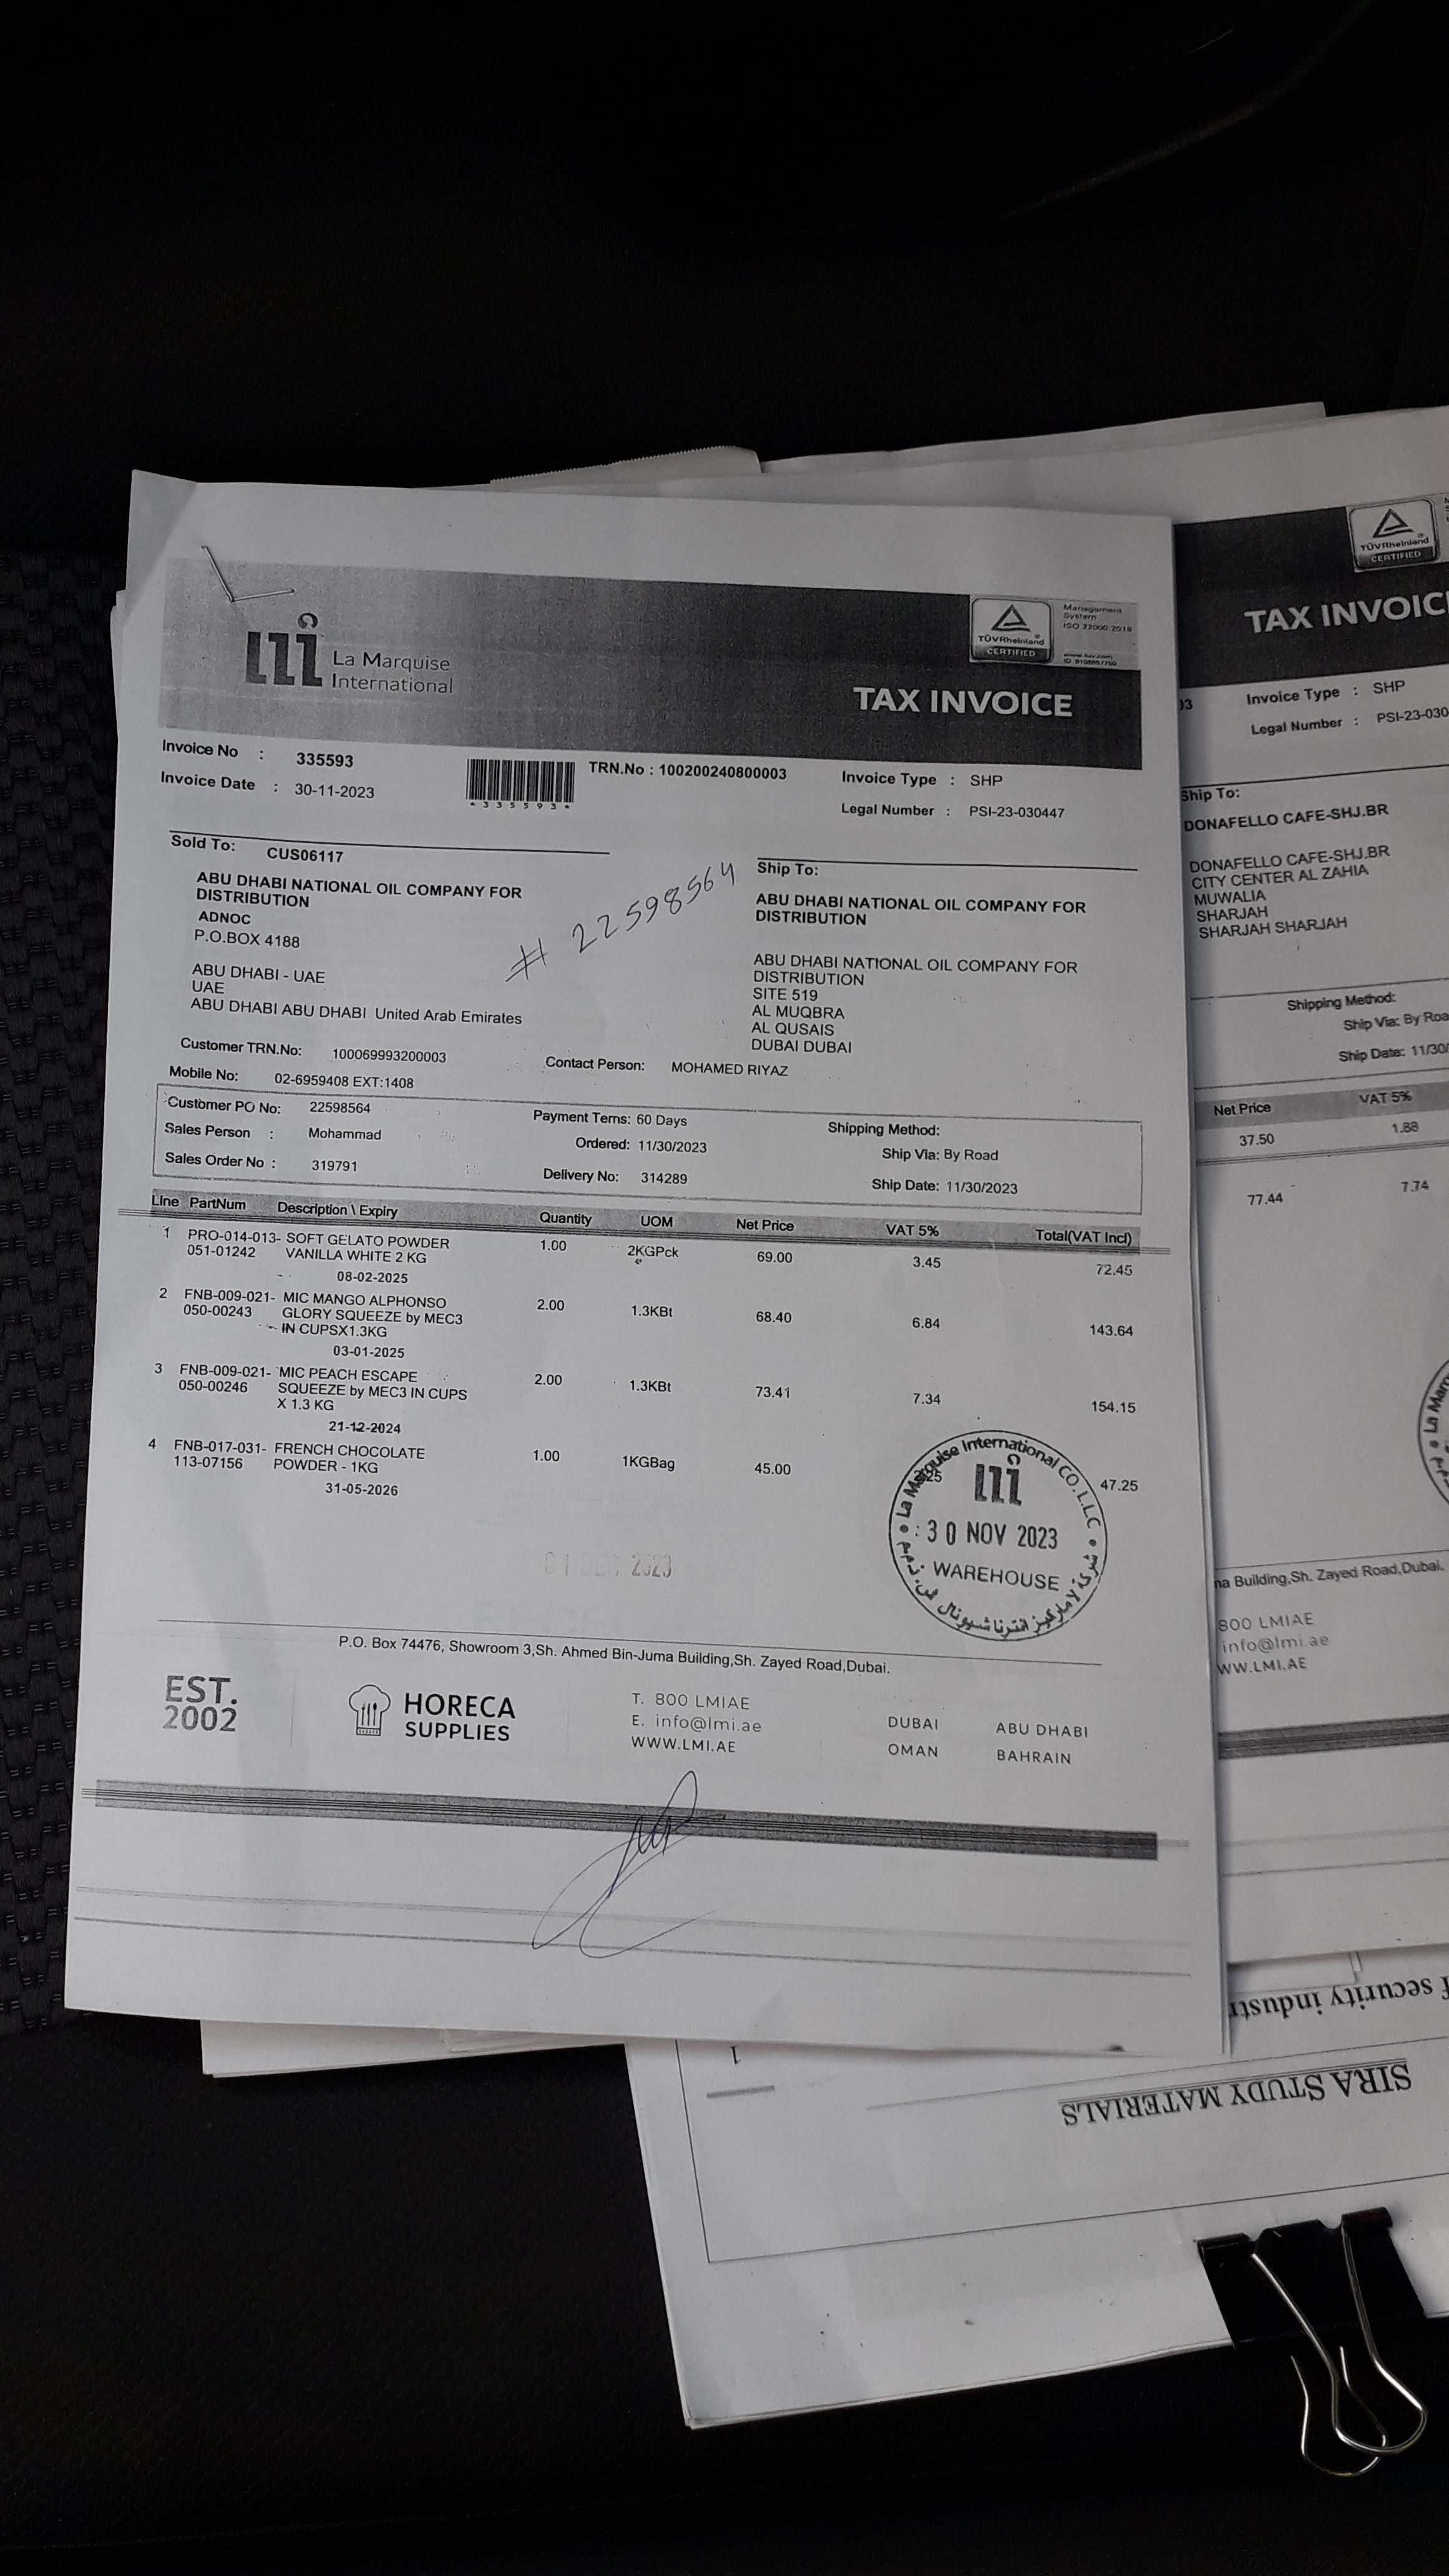 La Marquise
International
TÜVRheinland
CERTIFIED
Management
System
ISO 22000:2018
www.tuv.com
TAX INVOICE
Invoice No : 335593
Invoice Date : 30-11-2023
*335593*
TRN.No : 100200240800003
Invoice Type : SHP
Legal Number : PSI-23-030447
Sold To: CUS06117
ABU DHABI NATIONAL OIL COMPANY FOR
DISTRIBUTION
ADNOC
P.O.BOX 4188
ABU DHABI - UAE
UAE
ABU DHABI ABU DHABI United Arab Emirates
# 22598564
Ship To:
ABU DHABI NATIONAL OIL COMPANY FOR
DISTRIBUTION
ABU DHABI NATIONAL OIL COMPANY FOR
DISTRIBUTION
SITE 519
AL MUQBRA
AL QUSAIS
DUBAI DUBAI
Customer TRN.No: 100069993200003
Contact Person: MOHAMED RIYAZ
Mobile No: 02-6959408 EXT:1408
Customer PO No: 22598564
Sales Person : Mohammad
Sales Order No : 319791
Payment Terns: 60 Days
Ordered: 11/30/2023
Delivery No: 314289
Shipping Method:
Ship Via: By Road
Ship Date: 11/30/2023
Line PartNum Description \ Expiry Quantity UOM Net Price VAT 5% Total(VAT Incl)
1 PRO-014-013- SOFT GELATO POWDER 1.00 2KGPck 69.00 3.45 72.45
051-01242 VANILLA WHITE 2 KG
08-02-2025
2 FNB-009-021- MIC MANGO ALPHONSO 2.00 1.3KBt 68.40 6.84 143.64
050-00243 GLORY SQUEEZE by MEC3
IN CUPSX1.3KG
03-01-2025
3 FNB-009-021- MIC PEACH ESCAPE 2.00 1.3KBt 73.41 7.34 154.15
050-00246 SQUEEZE by MEC3 IN CUPS
X 1.3 KG
21-12-2024
4 FNB-017-031- FRENCH CHOCOLATE 1.00 1KGBag 45.00 47.25
113-07156 POWDER - 1KG
31-05-2026
La Marquise International CO.L.L.C
30 NOV 2023
WAREHOUSE
شركة لا ماركيز انترناشيونال ش.ذ.م.م
2023
P.O. Box 74476, Showroom 3,Sh. Ahmed Bin-Juma Building,Sh. Zayed Road,Dubai.
EST.
2002
HORECA
SUPPLIES
T. 800 LMIAE
E. info@lmi.ae
WWW.LMI.AE
DUBAI ABU DHABI
OMAN BAHRAIN
TÜVRheinland
CERTIFIED
TAX INVOIC
Invoice Type : SHP
Legal Number : PSI-23-030
Ship To:
DONAFELLO CAFE-SHJ.BR
DONAFELLO CAFE-SHJ.BR
CITY CENTER AL ZAHIA
MUWALIA
SHARJAH
SHARJAH SHARJAH
Shipping Method:
Ship Via: By Roa
Ship Date: 11/30/
Net Price VAT 5%
37.50 1.88
77.44 7.74
La Marq
na Building,Sh. Zayed Road,Dubai.
800 LMIAE
info@lmi.ae
WW.LMI.AE
f security industr
1
SIRA STUDY MATERIALS